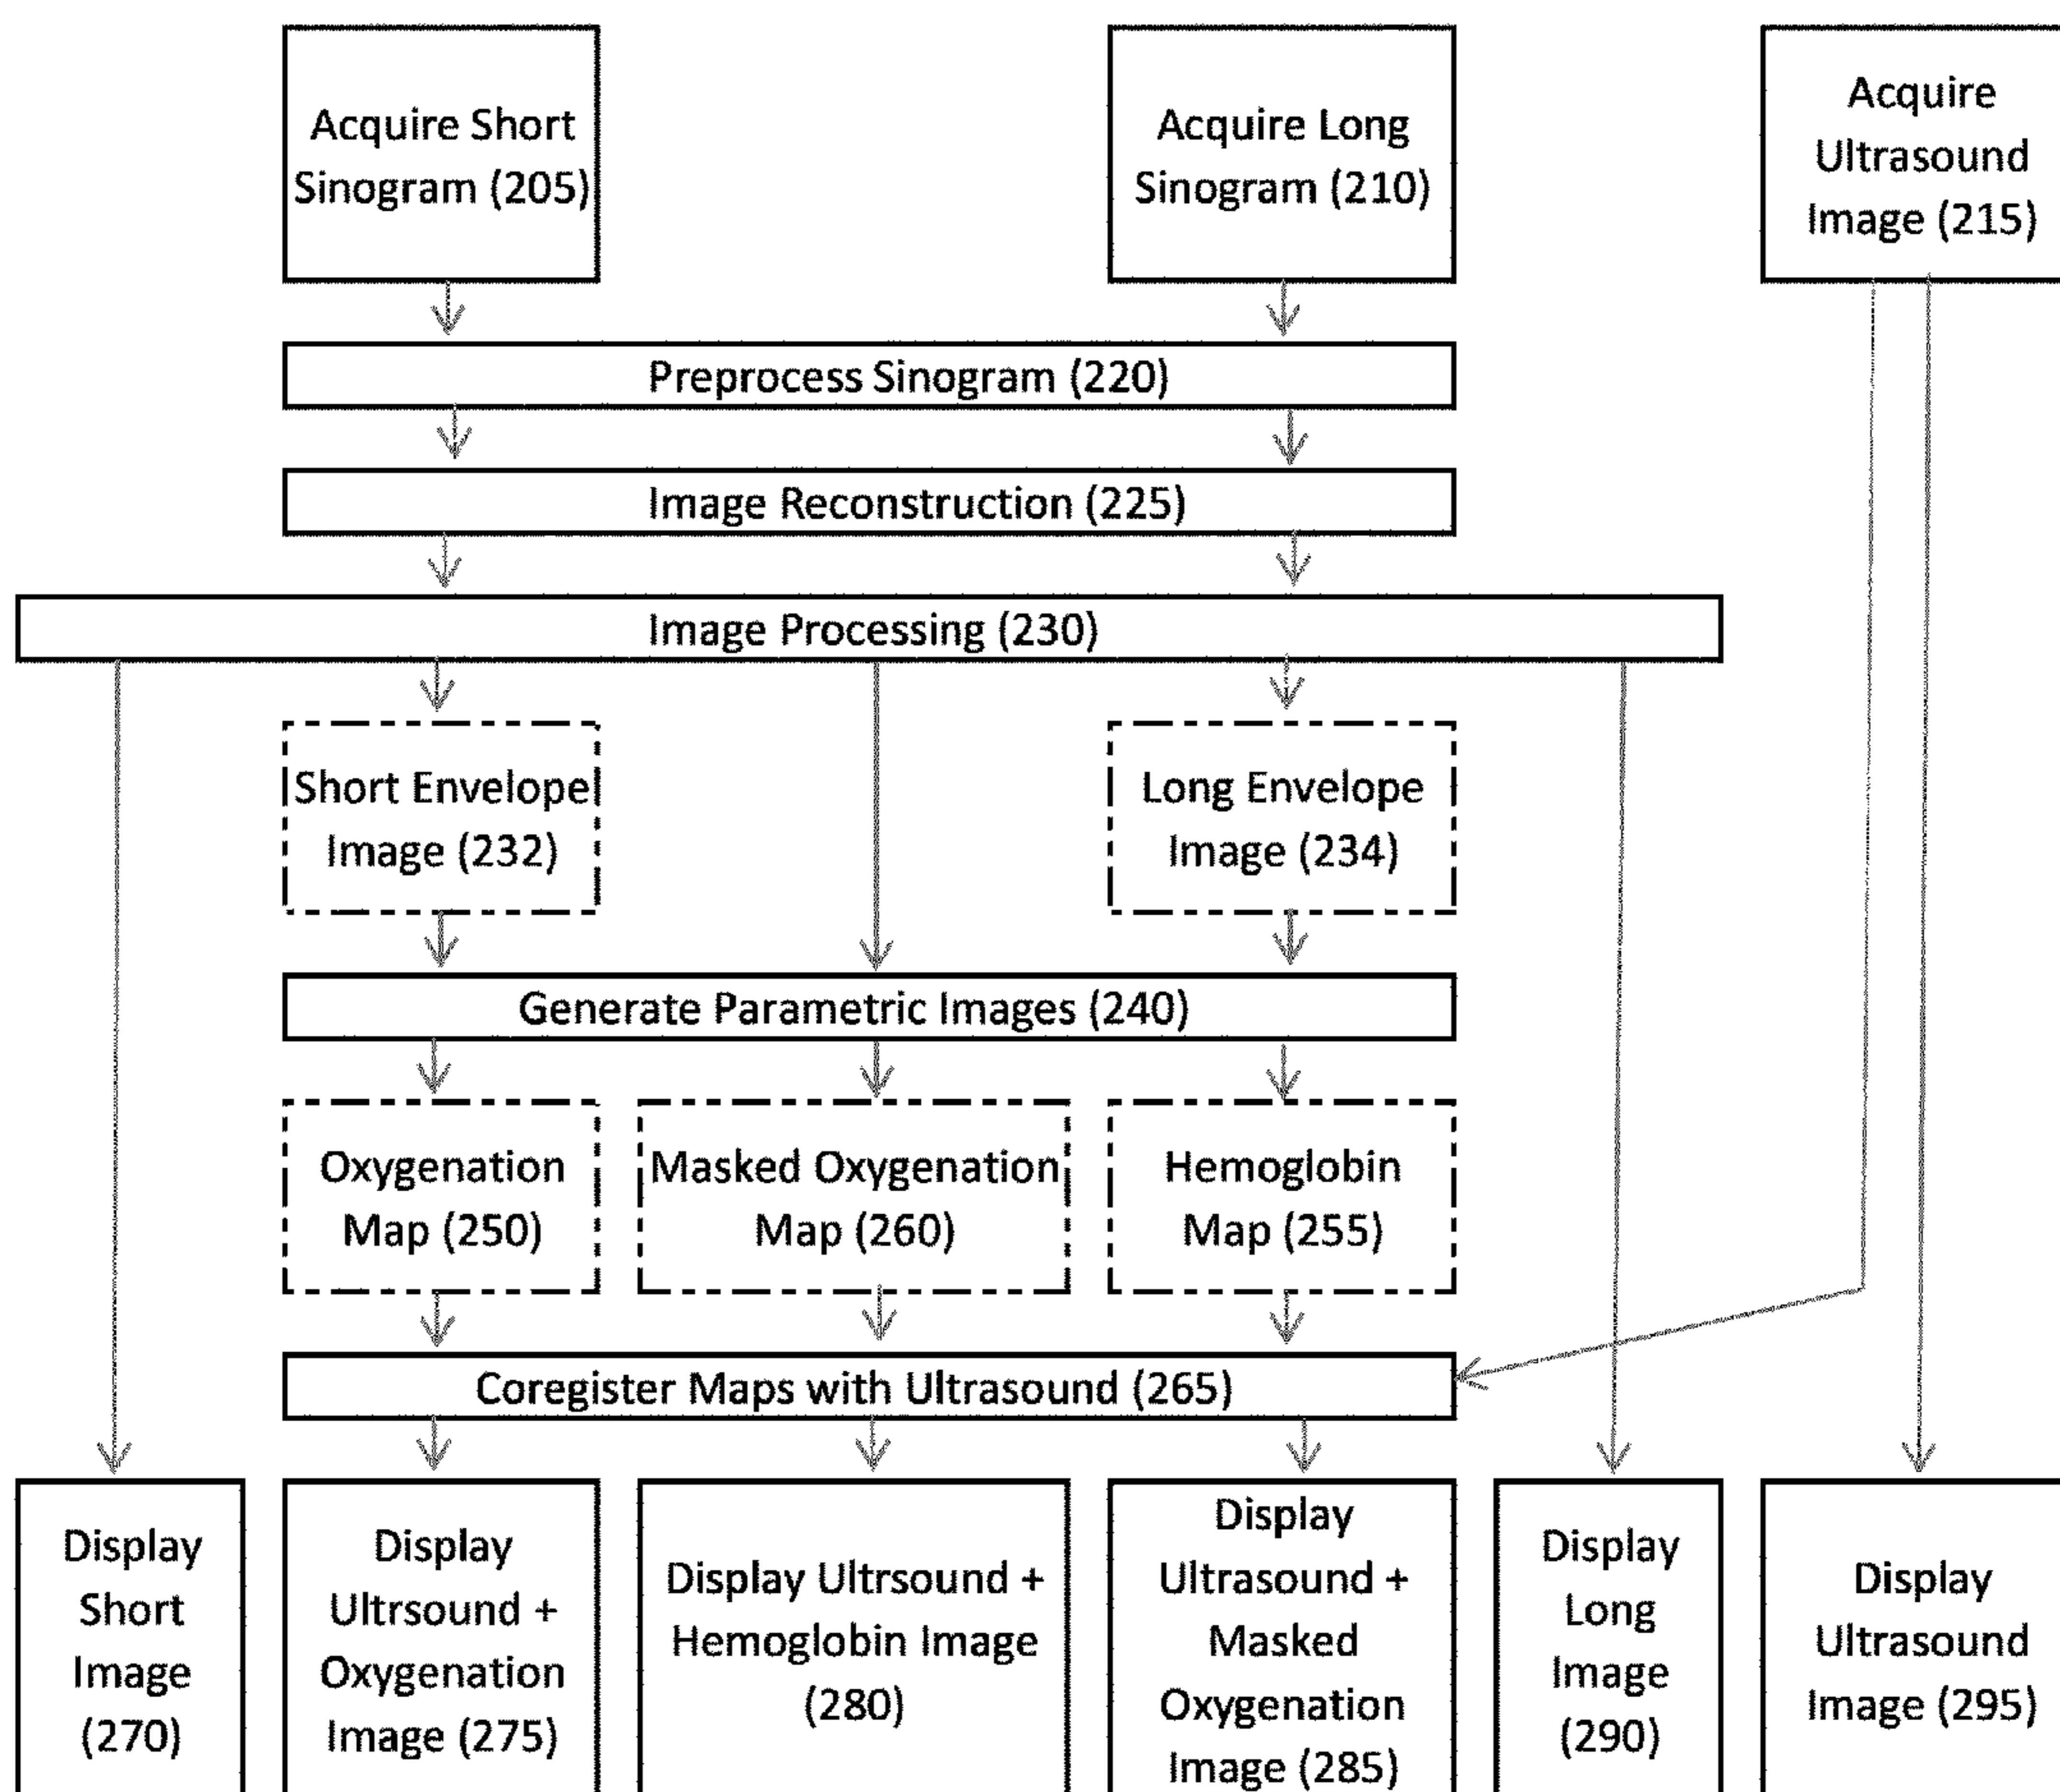 Acquire Short
Sinogram (205)
Acquire Long
Sinogram (210)
Acquire
Ultrasound
Image (215)
Preprocess Sinogram (220)
Image Reconstruction (225)
Image Processing (230)
Short Envelope
Image (232)
Long Envelope
Image (234)
Generate Parametric Images (240)
Oxygenation
Map (250)
Masked Oxygenation
Map (260)
Hemoglobin
Map (255)
Coregister Maps with Ultrasound (265)
Display
Short
Image
(270)
Display
Ultrsound +
Oxygenation
Image (275)
Display Ultrsound +
Hemoglobin Image
(280)
Display
Ultrasound +
Masked
Oxygenation
Image (285)
Display
Long
Image
(290)
Display
Ultrasound
Image (295)